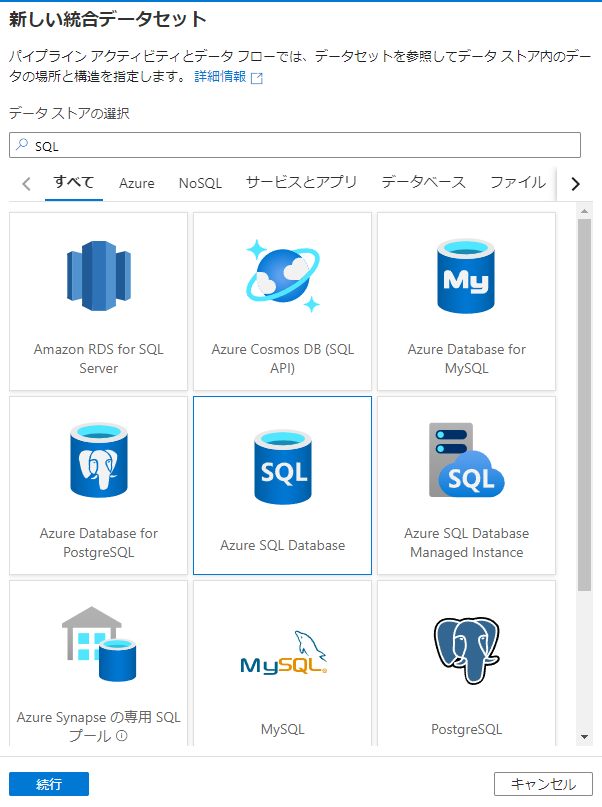 新しい統合データセット
パイプライン アクティビティとデータ フローでは、データセットを参照してデータ ストア内のデー
タの場所と構造を指定します。 詳細情報
データ ストアの選択
SQL
すべて Azure NoSQL サービスとアプリ データベース ファイル
Amazon RDS for SQL
Server
Azure Cosmos DB (SQL
API)
My
Azure Database for
MySQL
Azure Database for
PostgreSQL
SQL
Azure SQL Database
SQL
Azure SQL Database
Managed Instance
Azure Synapse の専用 SQL
プール
MySQL
MySQL
PostgreSQL
続行 キャンセル